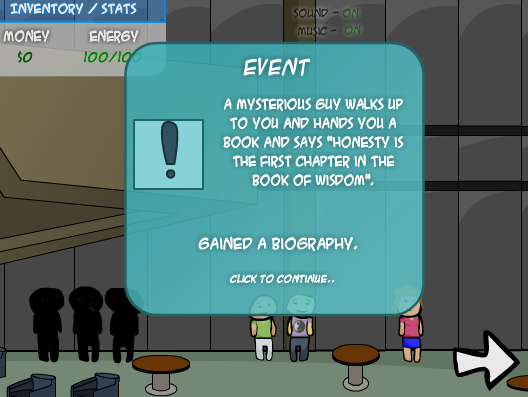 INVENTORY / STATS
SOUND - ON
MUSIC - ON
MONEY ENERGY
$0 100/100
EVENT
!
A MYSTERIOUS GUY WALKS UP
TO YOU AND HANDS YOU A
BOOK AND SAYS "HONESTY IS
THE FIRST CHAPTER IN THE
BOOK OF WISDOM".
GAINED A BIOGRAPHY.
CLICK TO CONTINUE..